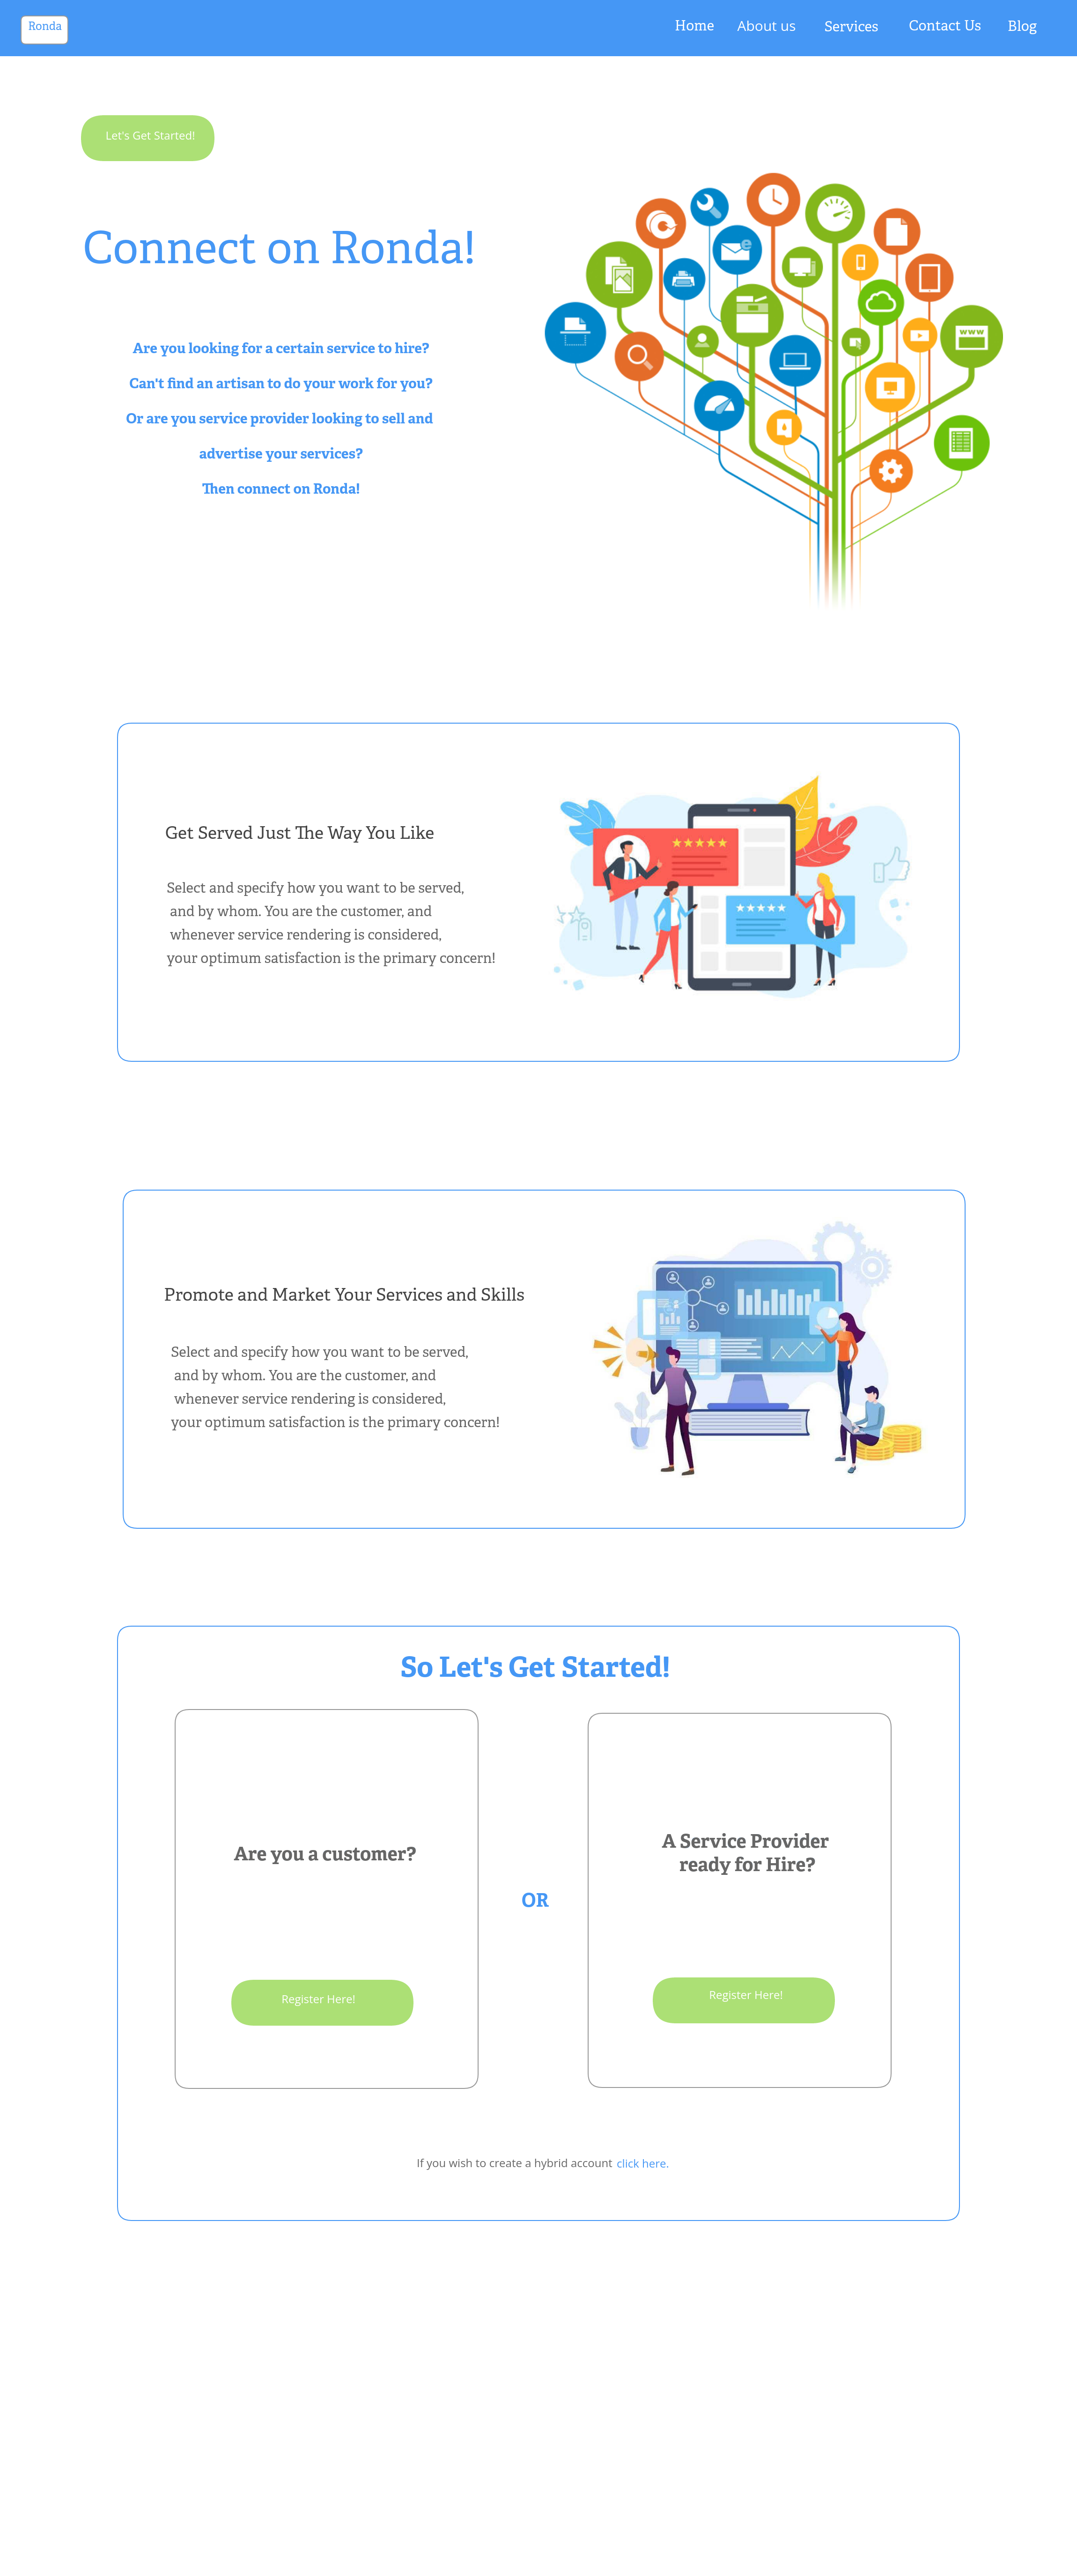 Ronda
Home
About us
Services
Contact Us
Blog
Let's Get Started!
Connect on Ronda!
Are you looking for a certain service to hire?
Can't find an artisan to do your work for you?
Or are you service provider looking to sell and
advertise your services?
Then connect on Ronda!
www
Get Served Just The Way You Like
Select and specify how you want to be served,
and by whom. You are the customer, and
whenever service rendering is considered,
your optimum satisfaction is the primary concern!
Promote and Market Your Services and Skills
Select and specify how you want to be served,
and by whom. You are the customer, and
whenever service rendering is considered,
your optimum satisfaction is the primary concern!
So Let's Get Started!
Are you a customer?
Register Here!
OR
A Service Provider
ready for Hire?
Register Here!
If you wish to create a hybrid account click here.